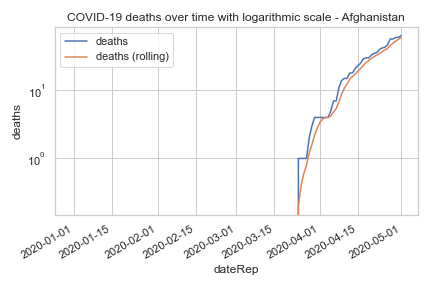 COVID-19 deaths over time with logarithmic scale - Afghanistan
deaths
deaths (rolling)
deaths
10¹
10⁰
2020-01-01
2020-01-15
2020-02-01
2020-02-15
2020-03-01
2020-03-15
2020-04-01
2020-04-15
2020-05-01
dateRep